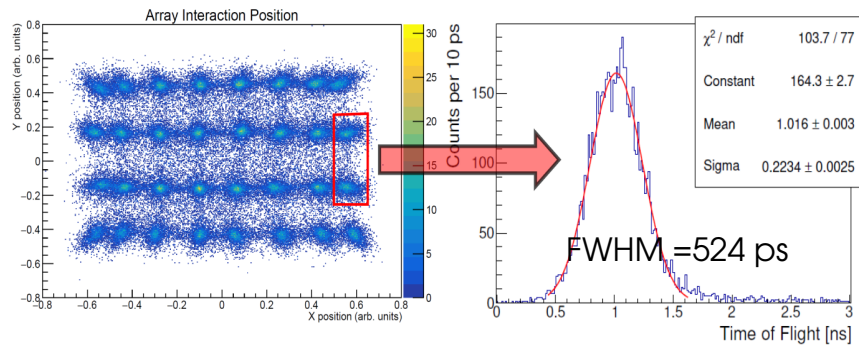 Array Interaction Position
Y position (arb. units)
0.8
0.6
0.4
0.2
0
−0.2
−0.4
−0.6
−0.8
−0.8 −0.6 −0.4 −0.2 0 0.2 0.4 0.6 0.8
X position (arb. units)
30
25
20
15
10
5
0
Counts per 10 ps
150
100
50
0
0 0.5 1 1.5 2 2.5 3
Time of Flight [ns]
χ² / ndf 103.7 / 77
Constant 164.3 ± 2.7
Mean 1.016 ± 0.003
Sigma 0.2234 ± 0.0025
FWHM =524 ps